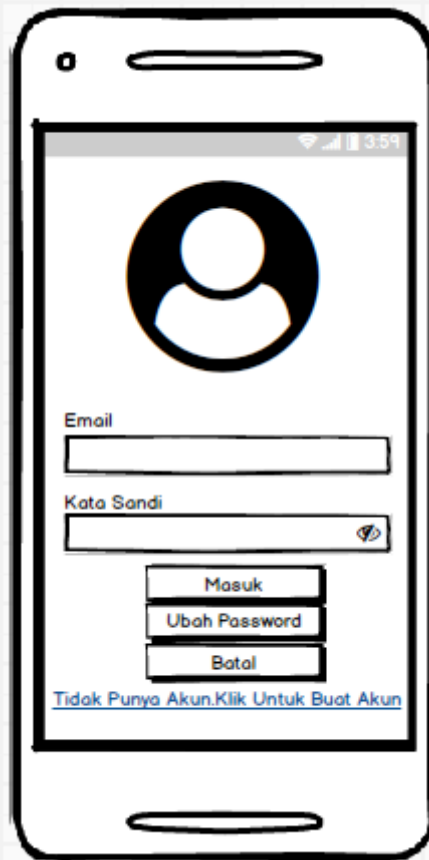 3:59
Email
Kata Sandi
Masuk
Ubah Password
Batal
Tidak Punya Akun.Klik Untuk Buat Akun